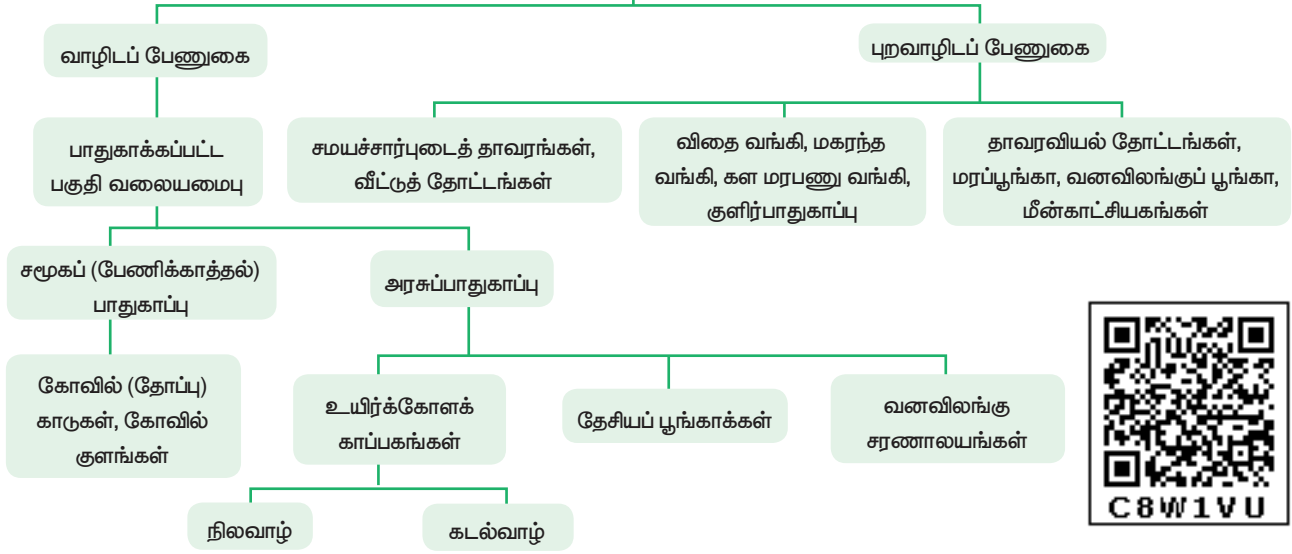 வாழிடப் பேணுகை
புறவாழிடப் பேணுகை
பாதுகாக்கப்பட்ட
பகுதி வலையமைபு
சமயச்சார்புடைத் தாவரங்கள்,
வீட்டுத் தோட்டங்கள்
விதை வங்கி, மகரந்த
வங்கி, கள மரபணு வங்கி,
குளிர்பாதுகாப்பு
தாவரவியல் தோட்டங்கள்,
மரப்பூங்கா, வனவிலங்குப் பூங்கா,
மீன்காட்சியகங்கள்
சமூகப் (பேணிக்காத்தல்)
பாதுகாப்பு
அரசுப்பாதுகாப்பு
கோவில் (தோப்பு)
காடுகள், கோவில்
குளங்கள்
உயிர்க்கோளக்
காப்பகங்கள்
தேசியப் பூங்காக்கள்
வனவிலங்கு
சரணாலயங்கள்
நிலவாழ்
கடல்வாழ்
C8W1VU